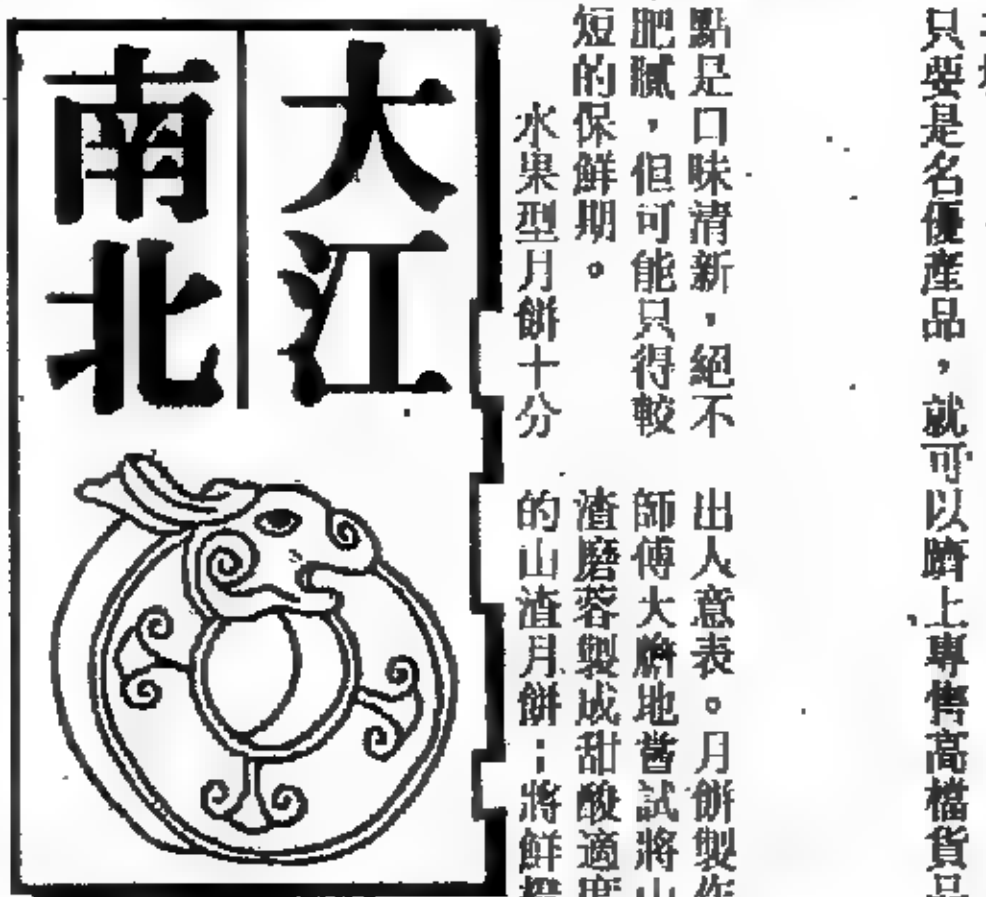 只要是名優產品，就可以躋上專售高檔貨品
點是口味清新，絕不
肥膩，但可能只得較
短的保鮮期。
水果型月餅十分
出人意表。月餅製作
師傅大膽地嘗試將山
渣磨蓉製成甜酸適度
的山渣月餅；將鮮
大江
南北